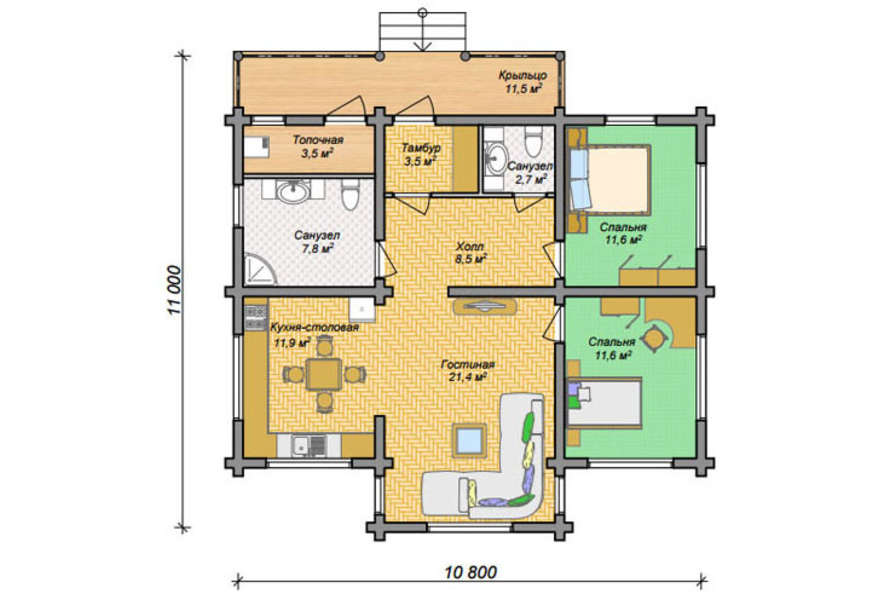 Крыльцо
11,5 м²
Топочная
3,5 м²
Тамбур
3,5 м²
Санузел
2,7 м²
Санузел
7,8 м²
Холл
8,5 м²
Спальня
11,6 м²
11 000
Кухня-столовая
11,9 м²
Гостиная
21,4 м²
Спальня
11,6 м²
10 800